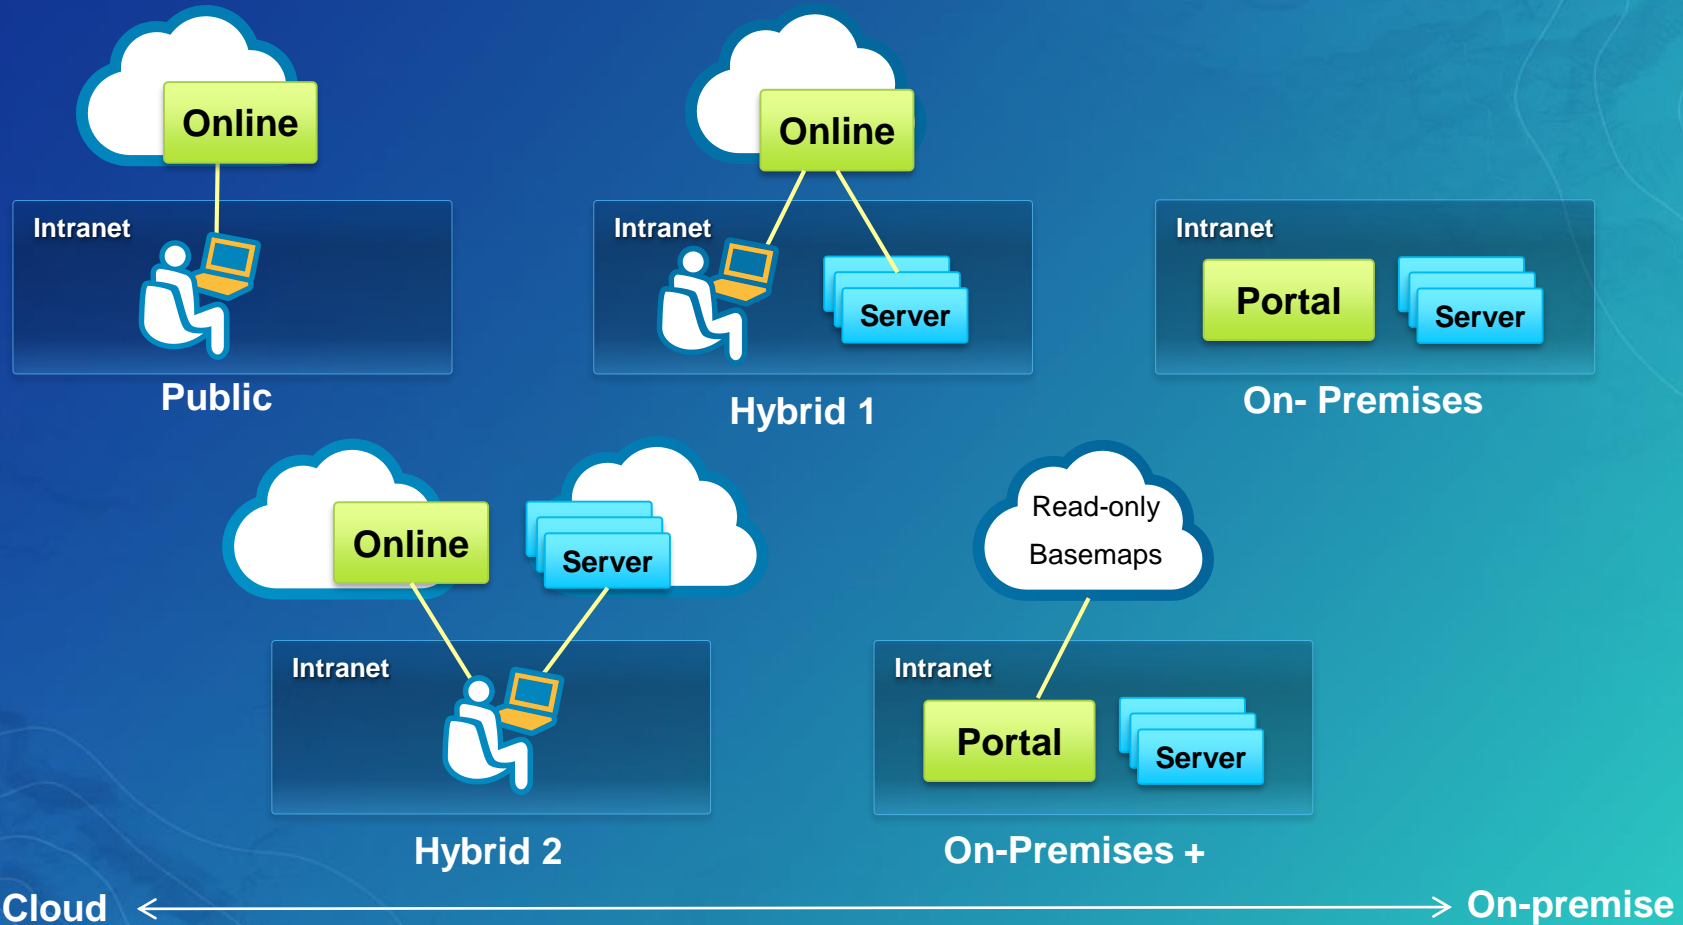 Online
Intranet
Public
Online
Intranet
Server
Hybrid 1
Intranet
Portal
Server
On- Premises
Online
Server
Intranet
Hybrid 2
Read-only
Basemaps
Intranet
Portal
Server
On-Premises +
Cloud
On-premise